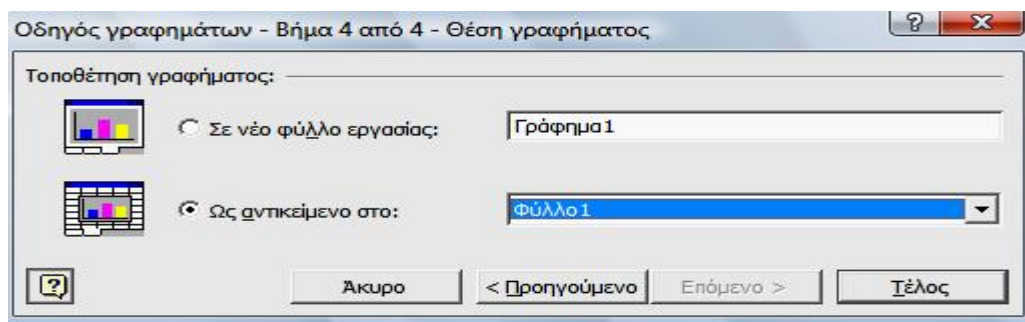 Οδηγός γραφημάτων - Βήμα 4 από 4 - Θέση γραφήματος
Τοποθέτηση γραφήματος:
Σε νέο φύλλο εργασίας: Γράφημα1
Ως αντικείμενο στο: Φύλλο1
Άκυρο < Προηγούμενο Επόμενο > Τέλος